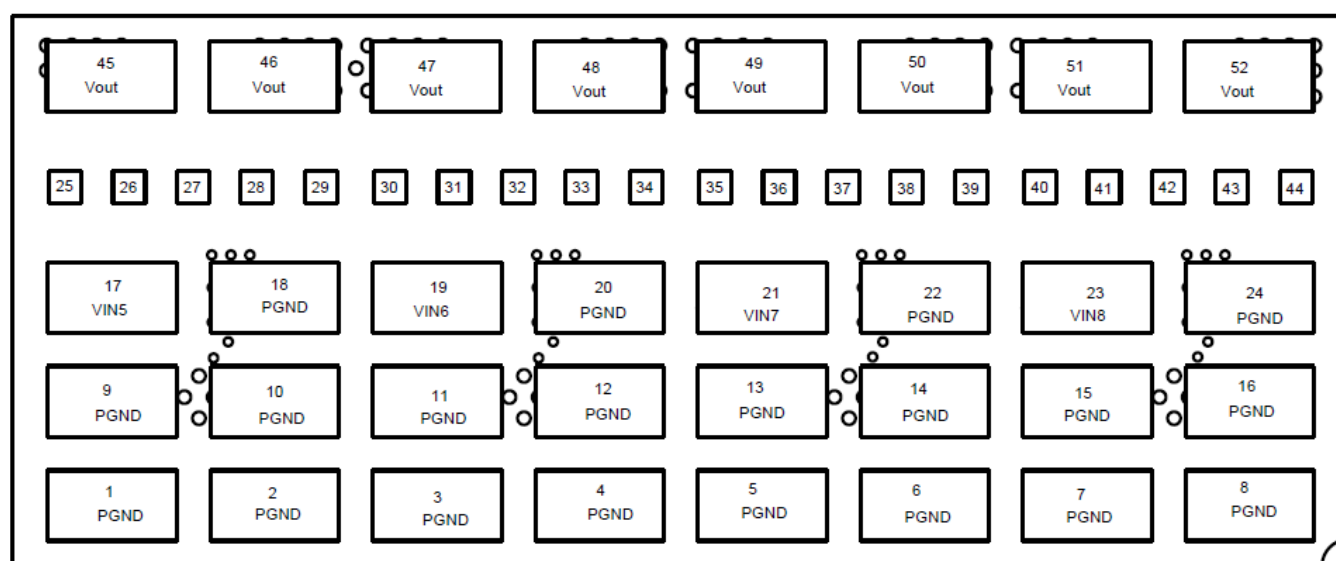 45 46 47 48 49 50 51 52
Vout Vout Vout Vout Vout Vout Vout Vout
25 26 27 28 29 30 31 32 33 34 35 36 37 38 39 40 41 42 43 44
17 18 19 20 21 22 23 24
VIN5 PGND VIN6 PGND VIN7 PGND VIN8 PGND
9 10 11 12 13 14 15 16
PGND PGND PGND PGND PGND PGND PGND PGND
1 2 3 4 5 6 7 8
PGND PGND PGND PGND PGND PGND PGND PGND